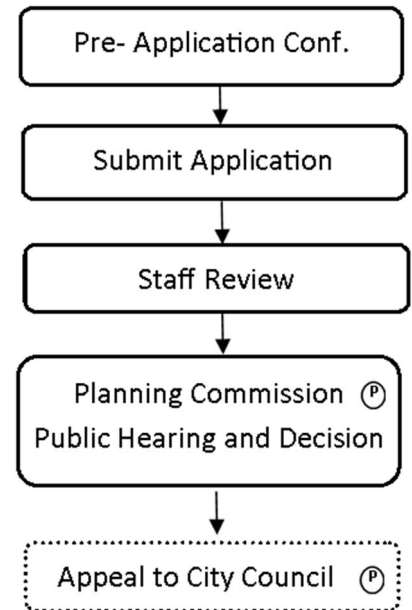 Pre- Application Conf.
Submit Application
Staff Review
Planning Commission Ⓟ
Public Hearing and Decision
Appeal to City Council Ⓟ